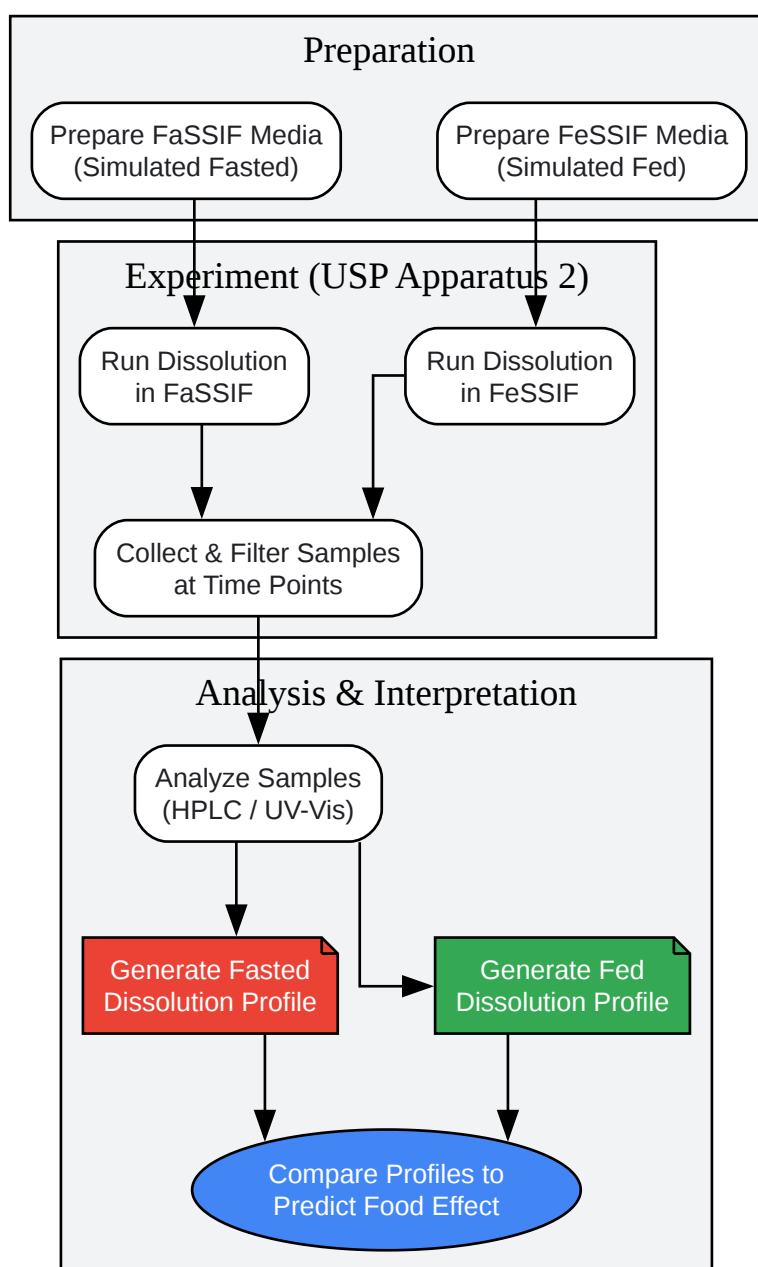 Preparation
Prepare FaSSIF Media
(Simulated Fasted)
Prepare FeSSIF Media
(Simulated Fed)
Experiment (USP Apparatus 2)
Run Dissolution
in FaSSIF
Run Dissolution
in FeSSIF
Collect & Filter Samples
at Time Points
Analysis & Interpretation
Analyze Samples
(HPLC / UV-Vis)
Generate Fasted
Dissolution Profile
Generate Fed
Dissolution Profile
Compare Profiles to
Predict Food Effect